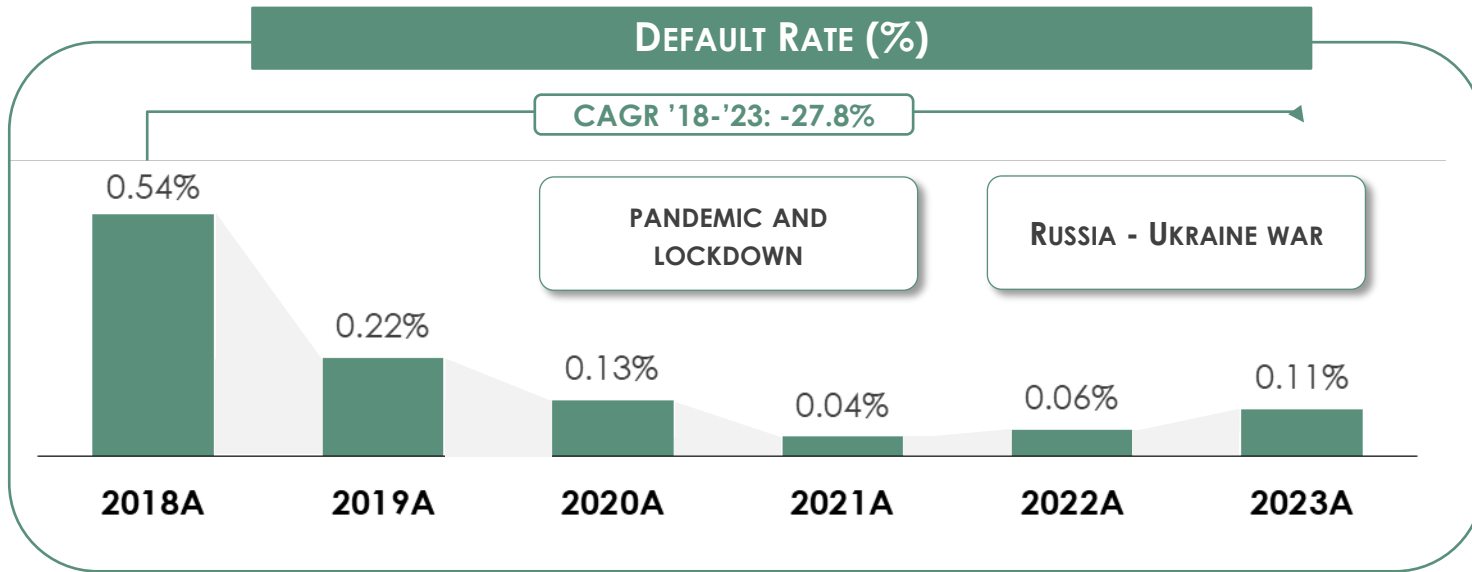 DEFAULT RATE (%)
CAGR ’18-’23: -27.8%
0.54%
PANDEMIC AND
LOCKDOWN
RUSSIA - UKRAINE WAR
0.22%
0.13%
0.04%
0.06%
0.11%
2018A
2019A
2020A
2021A
2022A
2023A